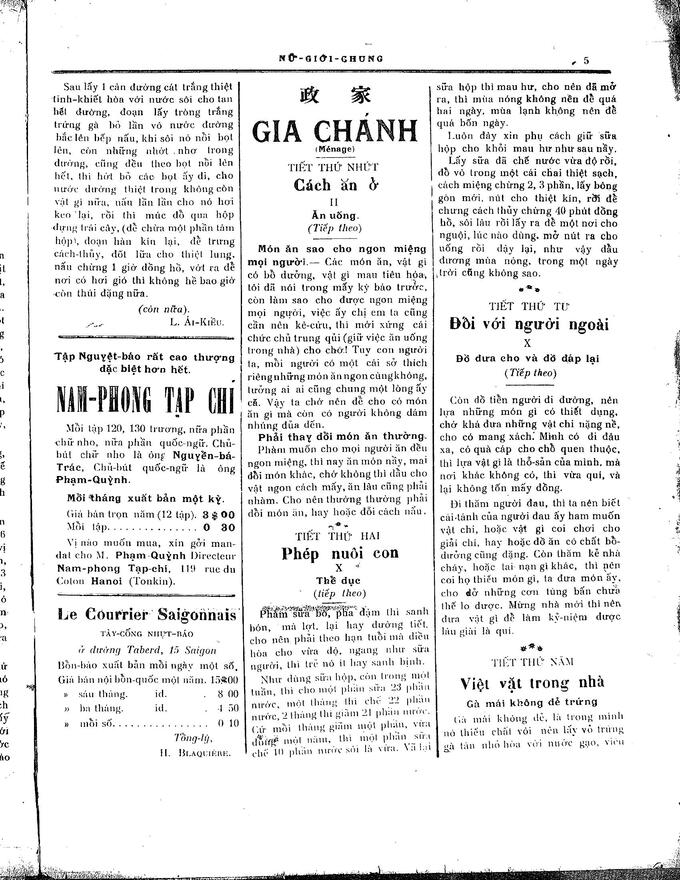 NỮ-GIỚI-CHUNG
5
Sau lấy 1 cân đường cát trắng thiệt
tinh-khiết hòa với nước sôi cho tan
hết đường, đoạn lấy tròng trắng
trứng gà bỏ lần vô nước đường
bắc lên bếp nấu, khi sôi nó nổi bọt
lên, còn những nhớt nhơ trong
đường, cũng đều theo bọt nổi lên
hết, thì hớt bỏ các bọt ấy đi, cho
nước đường thiệt trong không còn
vật gì nữa, nấu lần lần cho nó hơi
keo lại, rồi thì múc đổ qua hộp
đựng trái cây, (để chừa một phần tâm
hộp), đoạn hàn kín lại, để trưng
cách-thủy, đốt lửa cho thiệt lung,
nấu chừng 1 giờ đồng hồ, vớt ra để
nơi có hơi gió thì không hề bao giờ
còn thúi dặng nữa.
(còn nữa).
L. ÁI-KIỀU.
Tập Nguyệt-báo rất cao thượng
đặc biệt hơn hết.
NAM-PHONG TẠP CHÍ
Mỗi tập 120, 130 trương, nửa phần
chữ nho, nửa phần quốc-ngữ. Chủ-
bút chữ nho là ông Nguyễn-bá-
Trác, Chủ-bút quốc-ngữ là ông
Phạm-Quỳnh.
Mỗi tháng xuất bản một kỳ.
Giá bán trọn năm (12 tập). 3$00
Mỗi tập............... 0 30
Vị nào muốn mua, xin gởi man-
dat cho M. Phạm-Quỳnh Directeur
Nam-phong Tạp-chí, 119 rue du
Coton Hanoi (Tonkin).
Le Courrier Saigonnais
TÂY-CỐNG NHỰT-BÁO
ở đường Taberd, 15 Saigon
Bổn-báo xuất bản mỗi ngày một số,
Giá bán nội bổn-quốc một năm. 15$00
» sáu tháng. id. . 8 00
» ba tháng. id. . 4 50
» mỗi số............... 0 10
Tổng-lý,
H. BLAQUIÈRE.
政 家
GIA CHÁNH
(Ménage)
TIẾT THỨ NHỨT
Cách ăn ở
II
Ăn uống.
(Tiếp theo)
Món ăn sao cho ngon miệng
mọi người.— Các món ăn, vật gì
có bổ dưởng, vật gì mau tiêu hóa,
tôi đã nói trong mấy kỳ báo trước,
còn làm sao cho được ngon miệng
mọi người, việc ấy chị em ta cũng
cần nên kê-cứu, thì mới xứng cái
chức chủ trung quỉ (giữ việc ăn uống
trong nhà) cho chớ! Tuy con người
ta, mỗi người có một cái sở thích
riêng những món ăn ngon cũng không,
tưởng ai ai cũng chung một lòng ấy
cả. Vậy ta chớ nên để cho có món
ăn gì mà còn có người không dám
nhúng đũa đến.
Phải thay đổi món ăn thường.
Phàm muốn cho mọi người ăn đều
ngon miệng, thì nay ăn món nầy, mai
đổi món khác, chớ không thì dầu cho
vật ngon cách mấy, ăn lâu cũng phải
nhàm. Cho nên thường thường phải
đổi món ăn, hay hoặc đổi cách nấu.
TIẾT THỨ HAI
Phép nuôi con
X
Thể dục
(tiếp theo)
Phàm sữa bò, pha đậm thì sanh
bón, mà lợt, lại hay dường tiết,
cho nên phải theo hạn tuổi mà điều
hòa cho vừa độ, ngang như sữa
người, thì trẻ nó ít hay sanh bịnh.
Như dùng sữa hộp, còn trong một
tuần, thì cho một phần sữa 23 phần
nước, một tháng thì chế 22 phần
nước, 2 tháng thì giảm 21 phần nước.
Cứ mỗi tháng giảm một phần, vừa
đúng một năm, thì một phần sữa
chế 10 phần nước sôi là vừa. Vả lại
sữa hộp thì mau hư, cho nên đã mở
ra, thì mùa nóng không nên để quá
hai ngày, mùa lạnh không nên để
quá bốn ngày.
Luôn đây xin phụ cách giữ sữa
hộp cho khỏi mau hư như sau nầy.
Lấy sữa đã chế nước vừa độ rồi,
đổ vô trong một cái chai thiệt sạch,
cách miệng chừng 2, 3 phân, lấy bông
gòn mới, nút cho thiệt kín, rồi để
chưng cách thủy chừng 40 phút đồng
hồ, sôi lâu rồi lấy ra để một nơi cho
nguội, lúc nào dùng, mở nút ra cho
uống rồi đậy lại, như vậy dầu
đương mùa nóng, trong một ngày
trời cũng không sao.
TIẾT THỨ TƯ
Đối với người ngoài
X
Đồ đưa cho và đồ đáp lại
(Tiếp theo)
Còn đồ tiễn người đi đường, nên
lựa những món gì có thiết dụng,
chớ khá đưa những vật chi nặng nề,
cho có mang xách. Mình có đi đâu
xa, có quà cáp cho chỗ quen thuộc,
thì lựa vật gì là thổ-sản của mình, mà
nơi khác không có, thì vừa quí, và
lại không tốn mấy đồng.
Đi thăm người đau, thì ta nên biết
cái-tánh của người đau ấy ham muốn
vật chi, hoặc vật gì coi chơi cho
giải chí, hay hoặc đồ ăn có chất bổ-
dưởng cũng đặng. Còn thăm kẻ nhà
cháy, hoặc tai nạn gì khác, thì nên
coi họ thiếu món gì, ta đưa món ấy,
cho đở những cơn túng bấn chưa
thể lo được. Mừng nhà mới thì nên
đưa vật gì để làm kỷ-niệm được
lâu giài là quí.
TIẾT THỨ NĂM
Việt vặt trong nhà
Gà mái không đẻ trứng
Gà mái không đẻ, là trong mình
nó thiếu chất vôi nên lấy vỏ trứng
gà tán nhỏ hòa với nước gạo, viên